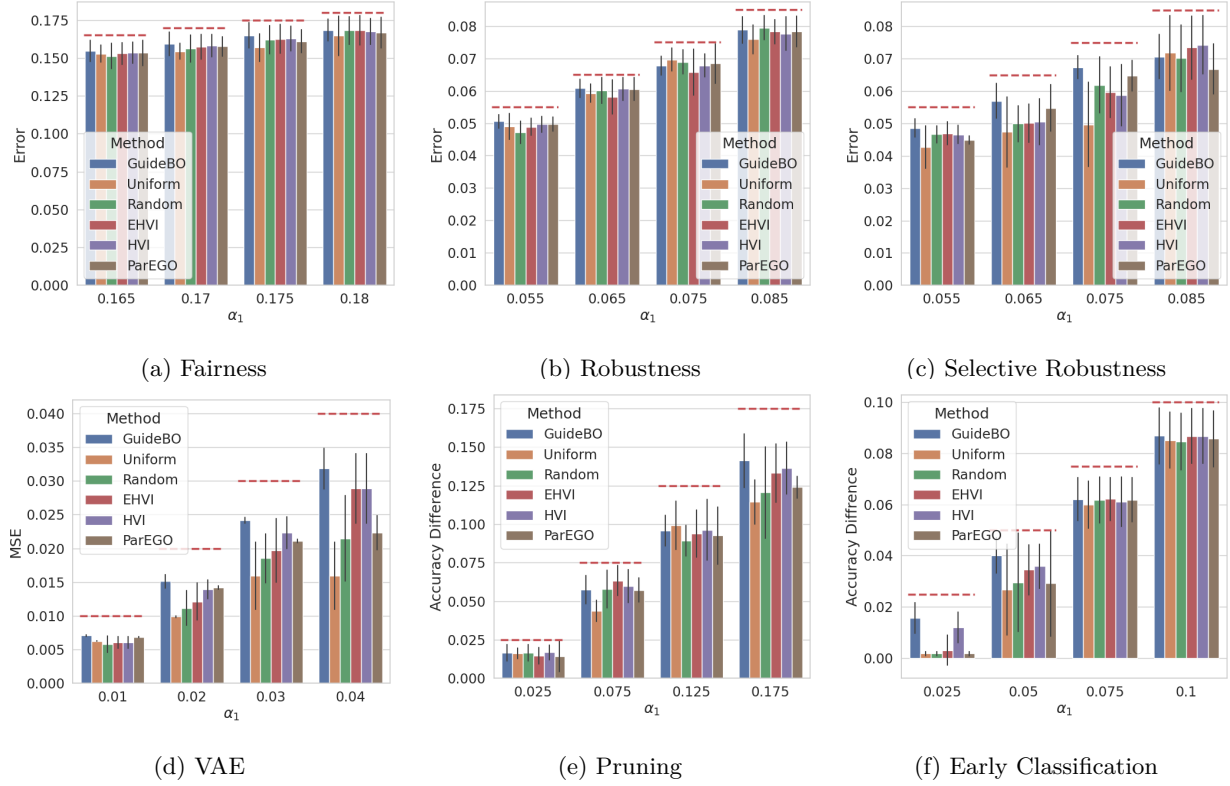 0.175
0.150
0.125
0.100
0.075
0.050
0.025
0.000
Error
Method
GuideBO
Uniform
Random
EHVI
HVI
ParEGO
0.165 0.17 0.175 0.18
α1
(a) Fairness
0.08
0.07
0.06
0.05
0.04
0.03
0.02
0.01
0.00
Error
Method
GuideBO
Uniform
Random
EHVI
HVI
ParEGO
0.055 0.065 0.075 0.085
α1
(b) Robustness
0.08
0.07
0.06
0.05
0.04
0.03
0.02
0.01
0.00
Error
Method
GuideBO
Uniform
Random
EHVI
HVI
ParEGO
0.055 0.065 0.075 0.085
α1
(c) Selective Robustness
0.040
0.035
0.030
0.025
0.020
0.015
0.010
0.005
0.000
MSE
Method
GuideBO
Uniform
Random
EHVI
HVI
ParEGO
0.01 0.02 0.03 0.04
α1
(d) VAE
0.175
0.150
0.125
0.100
0.075
0.050
0.025
0.000
Accuracy Difference
Method
GuideBO
Uniform
Random
EHVI
HVI
ParEGO
0.025 0.075 0.125 0.175
α1
(e) Pruning
0.10
0.08
0.06
0.04
0.02
0.00
Accuracy Diffrence
Method
GuideBO
Uniform
Random
EHVI
HVI
ParEGO
0.025 0.05 0.075 0.1
α1
(f) Early Classification